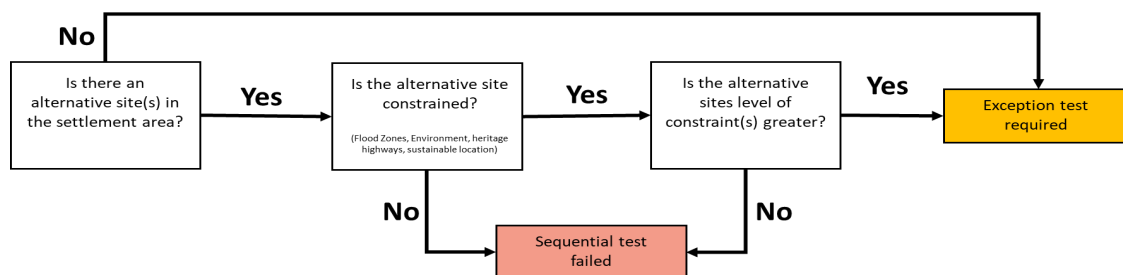 No
Is there an
alternative site(s) in
the settlement area?
Yes
Is the alternative site
constrained?
(Flood Zones, Environment, heritage
highways, sustainable location)
Yes
Is the alternative
sites level of
constraint(s) greater?
Yes
Exception test
required
No
No
Sequential test
failed